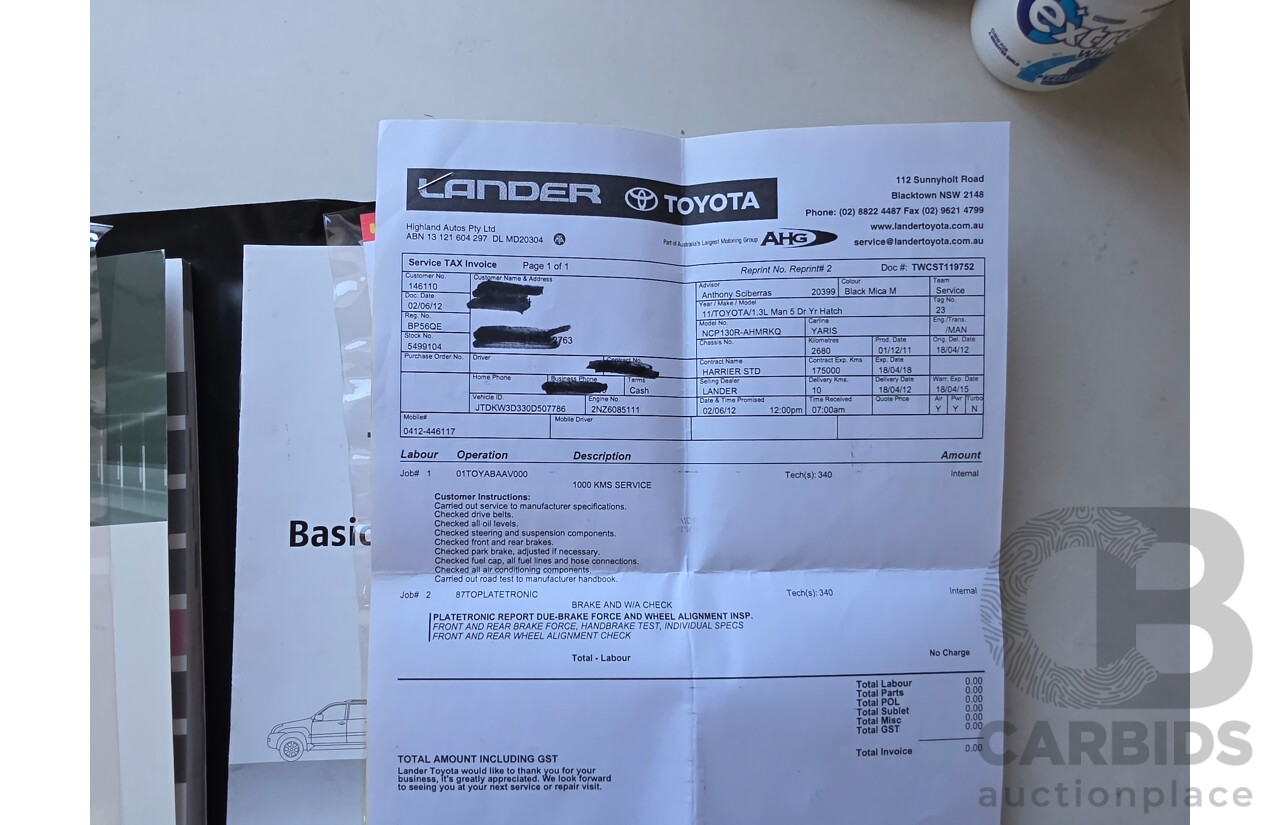 extra
LANDER TOYOTA
112 Sunnyholt Road
Blacktown NSW 2148
Phone: (02) 8822 4487 Fax (02) 9621 4799
www.landertoyota.com.au
service@landertoyota.com.au
Highland Autos Pty Ltd
ABN 13 121 604 297 DL MD20304
Part of Australia's Largest Motoring Group AHG
Service TAX Invoice Page 1 of 1
Reprint No. Reprint# 2 Doc #: TWCST119752
Customer No.
146110
Customer Name & Address
Doc. Date
02/06/12
Reg. No.
BP56QE
Stock No.
5499104
2763
Purchase Order No.
Driver
Contract No.
Home Phone
Business Phone
Terms
Cash
Vehicle ID.
JTDKW3D330D507786
Engine No.
2NZ6085111
Mobile#
0412-446117
Mobile Driver
Advisor
Anthony Sciberras 20399
Colour
Black Mica M
Team
Service
Year / Make / Model
11/TOYOTA/1.3L Man 5 Dr Yr Hatch
Tag No.
23
Model No.
NCP130R-AHMRKQ
Carline
YARIS
Eng./Trans.
/MAN
Chassis No.
Kilometres
2680
Prod. Date
01/12/11
Orig. Del. Date
18/04/12
Contract Name
HARRIER STD
Contract Exp. Kms
175000
Exp. Date
18/04/18
Selling Dealer
LANDER
Delivery Kms.
10
Delivery Date
18/04/12
Warr. Exp. Date
18/04/15
Date & Time Promised
02/06/12 12:00pm
Time Received
07:00am
Quote Price
Air Pwr Turbo
Y Y N
Labour Operation Description Amount
Job# 1 01TOYABAAV000 Tech(s): 340 Internal
1000 KMS SERVICE
Customer Instructions:
Carried out service to manufacturer specifications.
Checked drive belts.
Checked all oil levels.
Checked steering and suspension components.
Checked front and rear brakes.
Checked park brake, adjusted if necessary.
Checked fuel cap, all fuel lines and hose connections.
Checked all air conditioning components.
Carried out road test to manufacturer handbook.
Job# 2 87TOPLATETRONIC Tech(s): 340 Internal
BRAKE AND W/A CHECK
PLATETRONIC REPORT DUE-BRAKE FORCE AND WHEEL ALIGNMENT INSP.
FRONT AND REAR BRAKE FORCE, HANDBRAKE TEST, INDIVIDUAL SPECS
FRONT AND REAR WHEEL ALIGNMENT CHECK
Total - Labour No Charge
Total Labour 0.00
Total Parts 0.00
Total POL 0.00
Total Sublet 0.00
Total Misc 0.00
Total GST 0.00
Total Invoice 0.00
TOTAL AMOUNT INCLUDING GST
Lander Toyota would like to thank you for your
business, it's greatly appreciated. We look forward
to seeing you at your next service or repair visit.
Basic
CB
CARBIDS
auctionplace